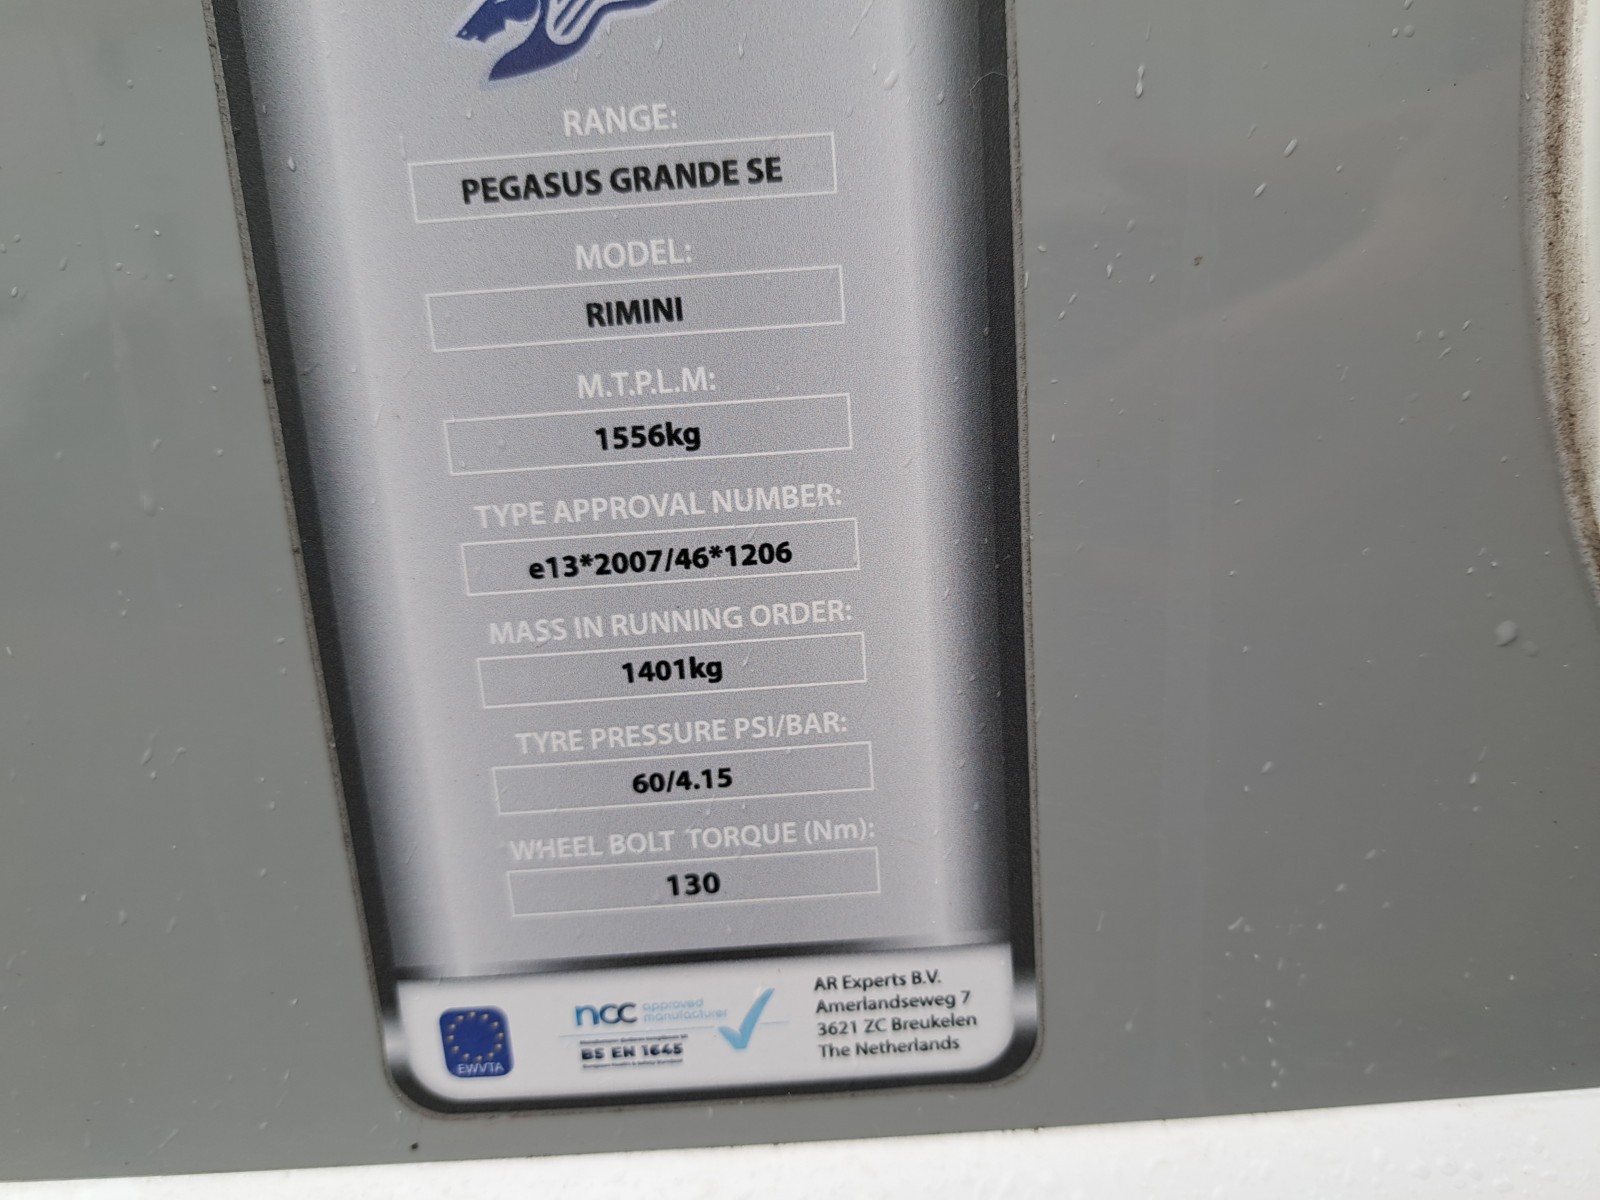 RANGE:
PEGASUS GRANDE SE
MODEL:
RIMINI
M.T.P.L.M:
1556kg
TYPE APPROVAL NUMBER:
e13*2007/46*1206
MASS IN RUNNING ORDER:
1401kg
TYRE PRESSURE PSI/BAR:
60/4.15
WHEEL BOLT TORQUE (Nm):
130
EWVTA
ncc approved
manufacturer
BS EN 1645
AR Experts B.V.
Amerlandseweg 7
3621 ZC Breukelen
The Netherlands